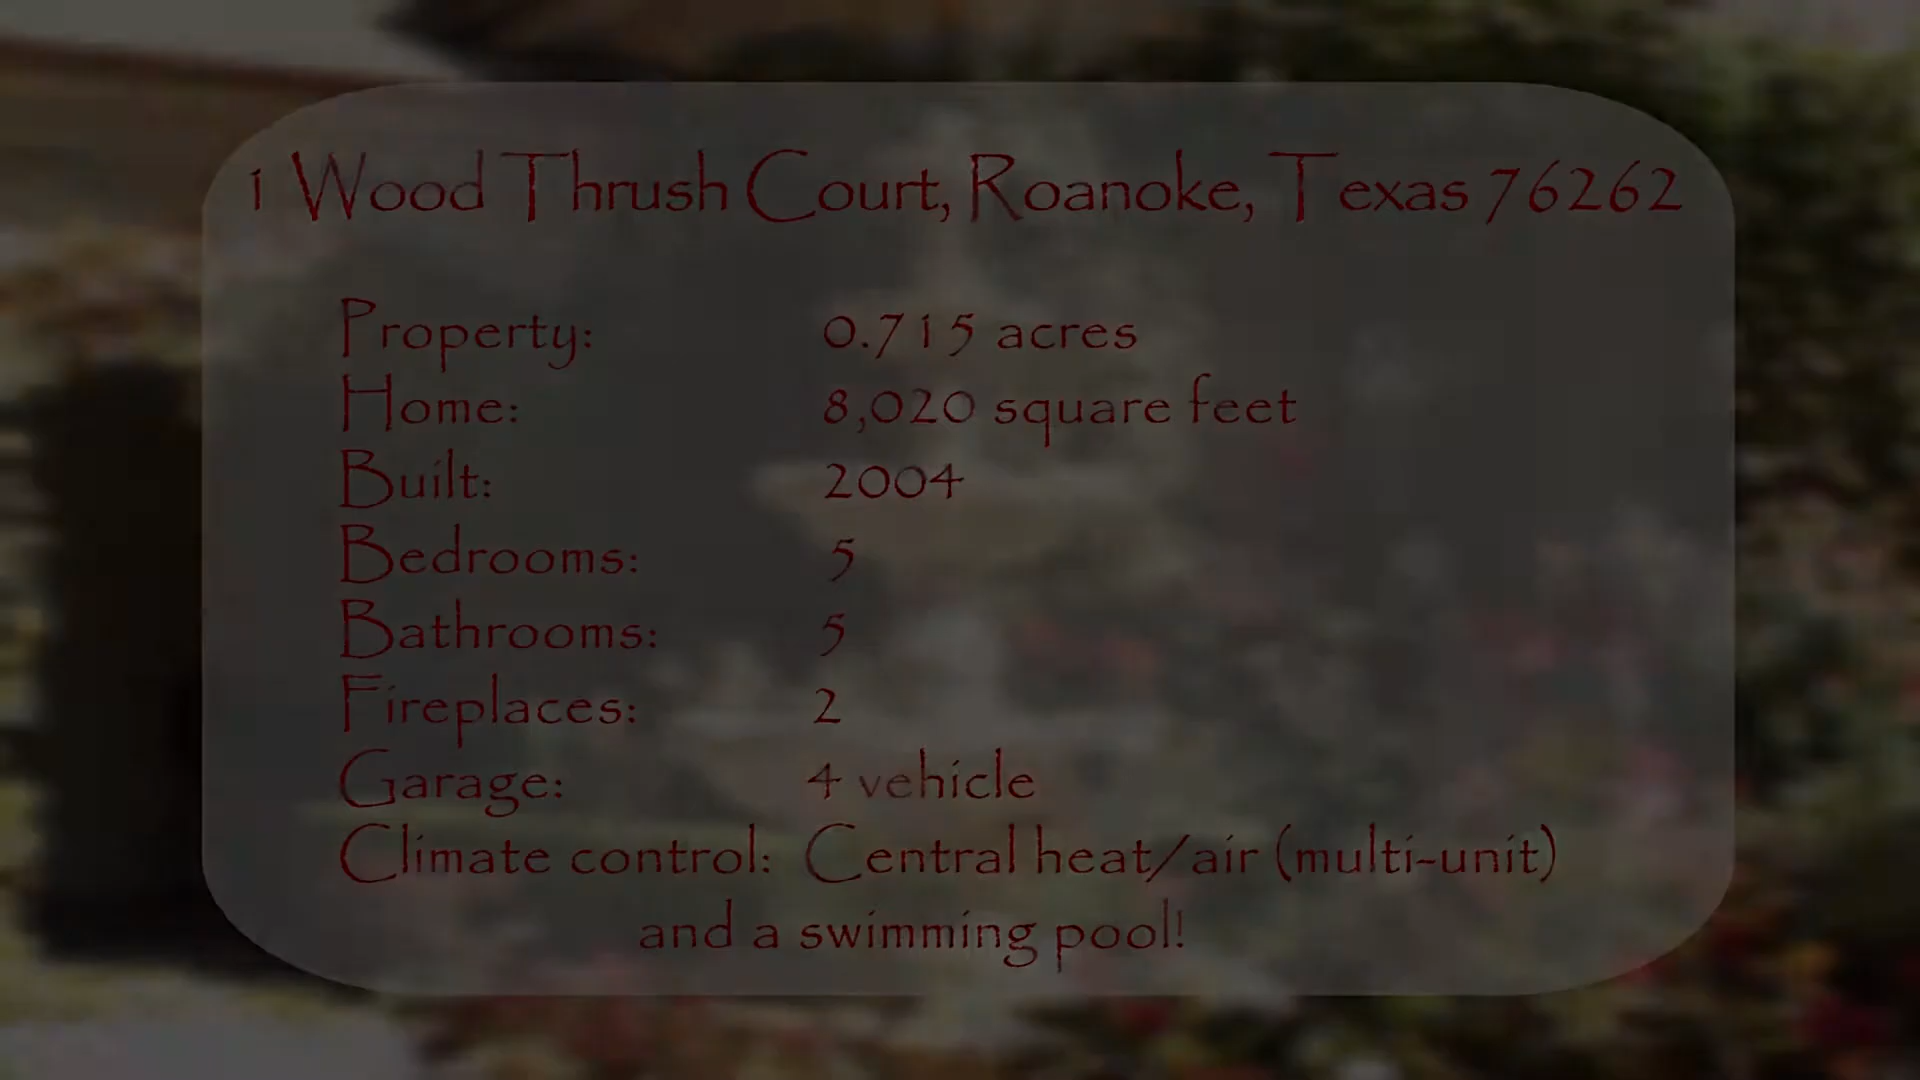 1 Wood Thrush Court, Roanoke, Texas 76262
Property: 0.715 acres
Home: 8,020 square feet
Built: 2004
Bedrooms: 5
Bathrooms: 5
Fireplaces: 2
Garage: 4 vehicle
Climate control: Central heat/air (multi-unit)
and a swimming pool!